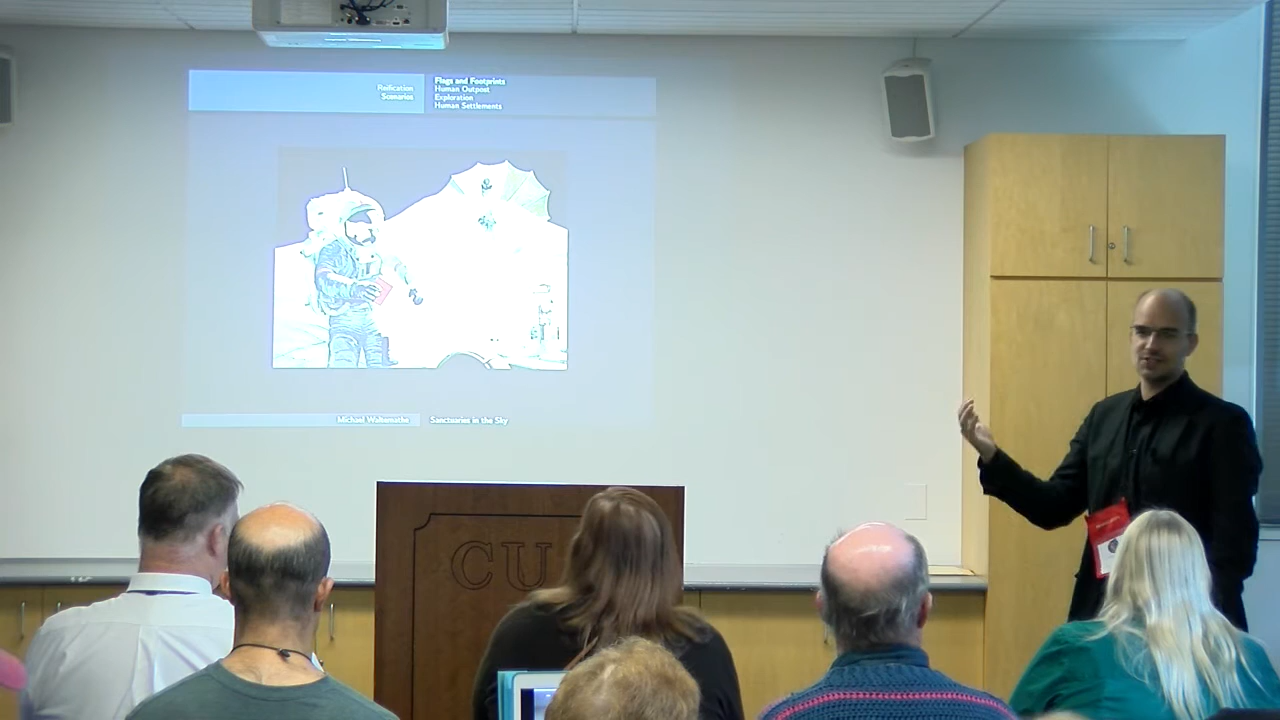 Reification
Scenarios
Flags and Footprints
Human Outpost
Exploration
Human Settlements
Michael Waltemathe
Sanctuaries in the Sky
CU